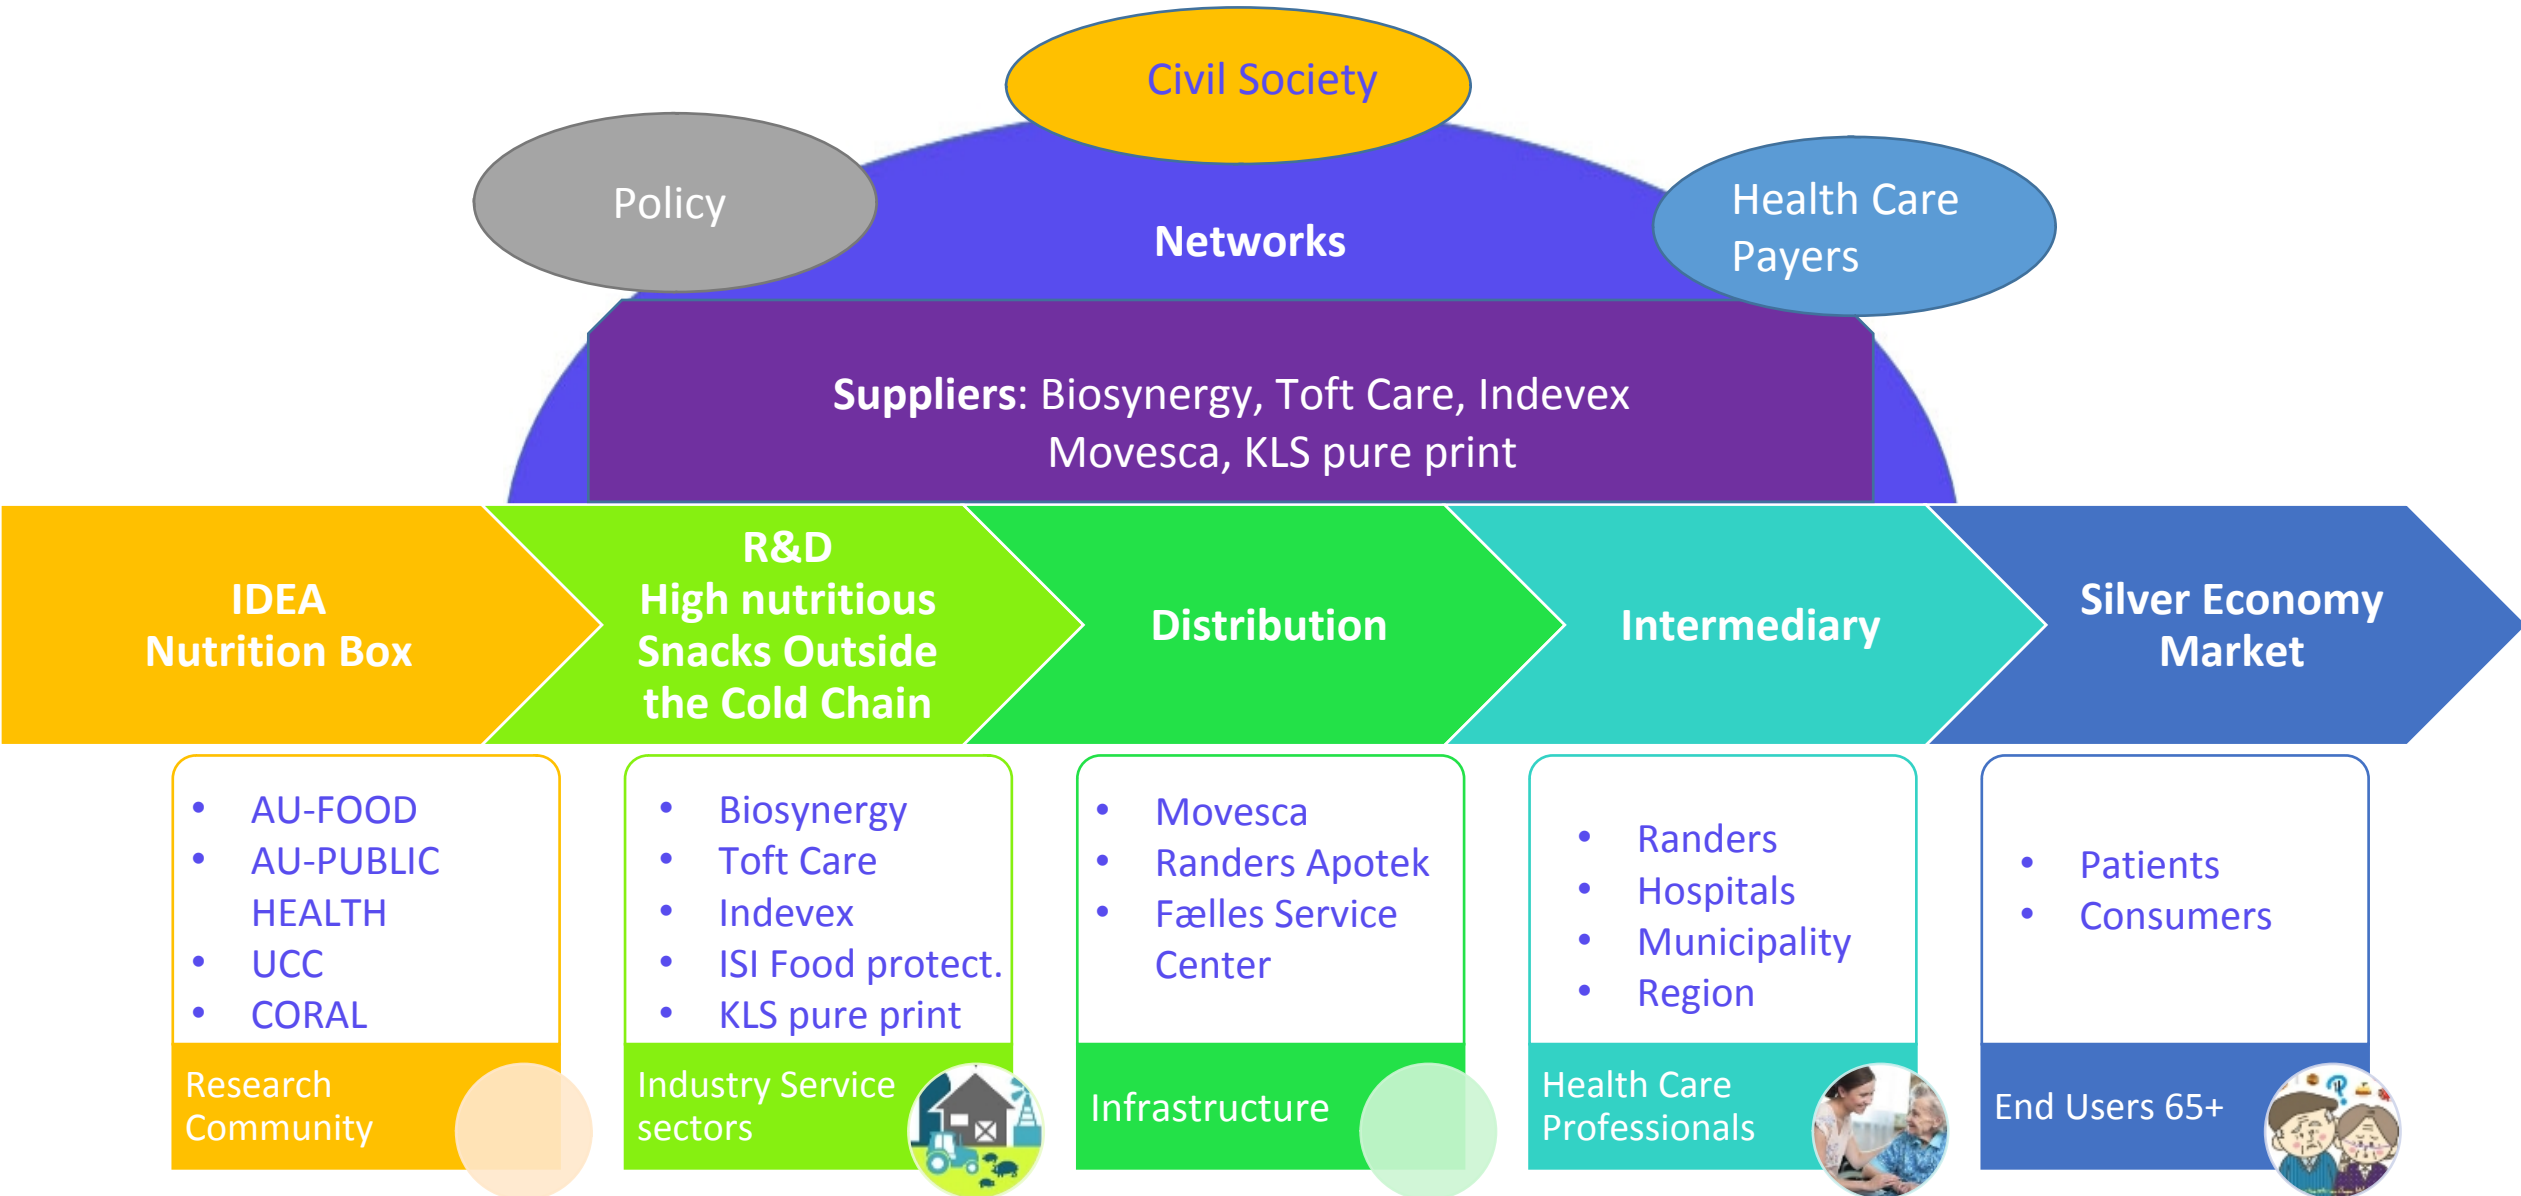 Civil Society
Policy
Health Care
Payers
Networks
Suppliers: Biosynergy, Toft Care, Indevex
Movesca, KLS pure print
IDEA
Nutrition Box
R&D
High nutritious
Snacks Outside
the Cold Chain
Distribution
Intermediary
Silver Economy
Market
• AU-FOOD
• AU-PUBLIC
HEALTH
• UCC
• CORAL
Research
Community
• Biosynergy
• Toft Care
• Indevex
• ISI Food protect.
• KLS pure print
Industry Service
sectors
• Movesca
• Randers Apotek
• Fælles Service
Center
Infrastructure
• Randers
• Hospitals
• Municipality
• Region
Health Care
Professionals
• Patients
• Consumers
End Users 65+